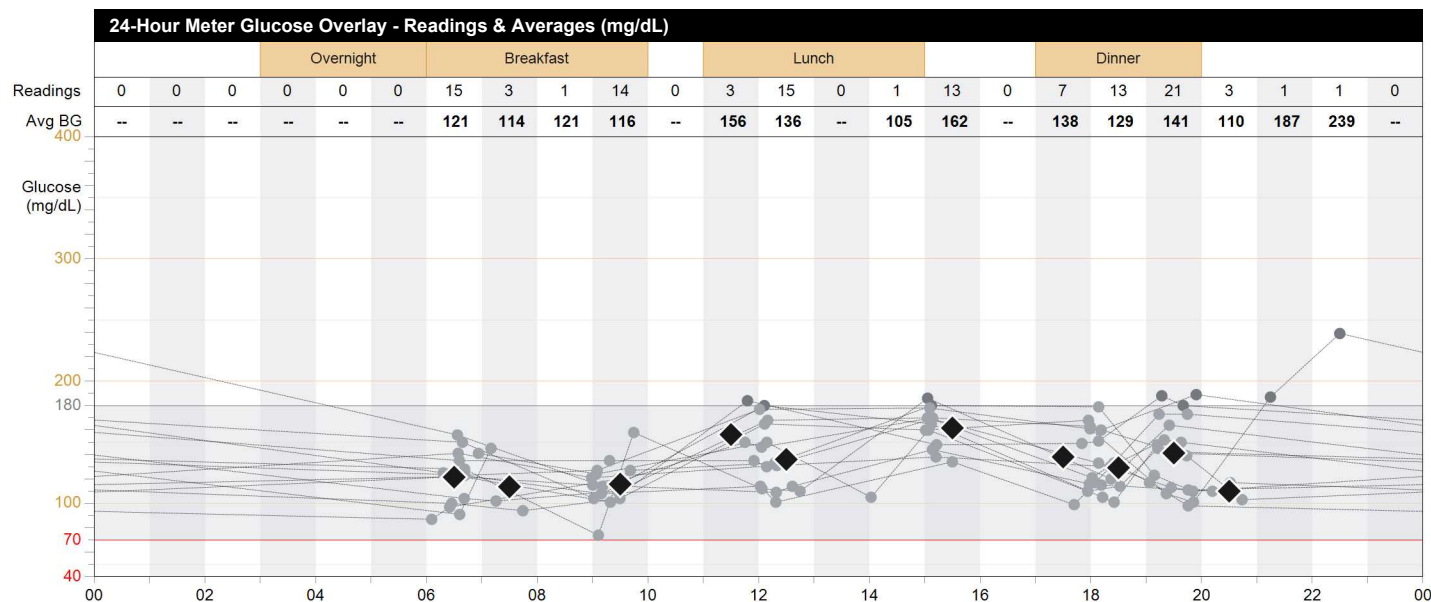 24-Hour Meter Glucose Overlay - Readings & Averages (mg/dL)
Overnight Breakfast Lunch Dinner
Readings 0 0 0 0 0 0 15 3 1 14 0 3 15 0 1 13 0 7 13 21 3 1 1 0
Avg BG -- -- -- -- -- -- 121 114 121 116 -- 156 136 -- 105 162 -- 138 129 141 110 187 239 --
400
Glucose
(mg/dL)
300
200
180
100
70
40
00 02 04 06 08 10 12 14 16 18 20 22 00